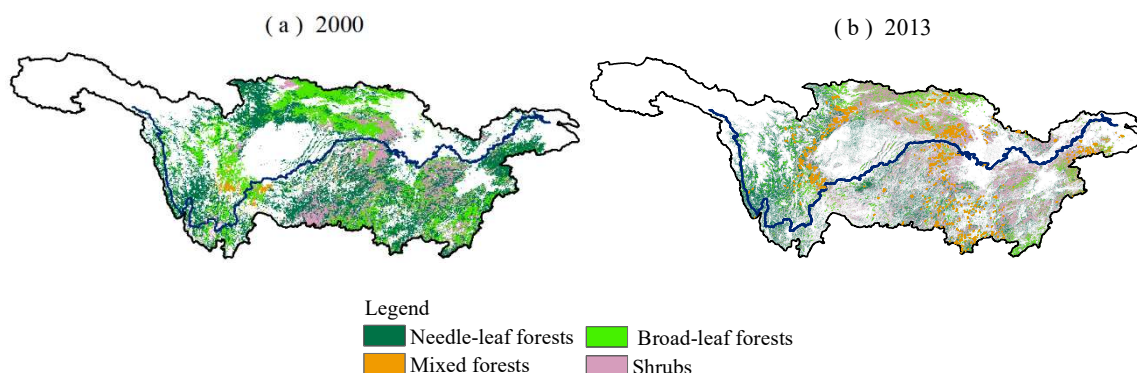 ( a ) 2000
( b ) 2013
Legend
Needle-leaf forests
Broad-leaf forests
Mixed forests
Shrubs